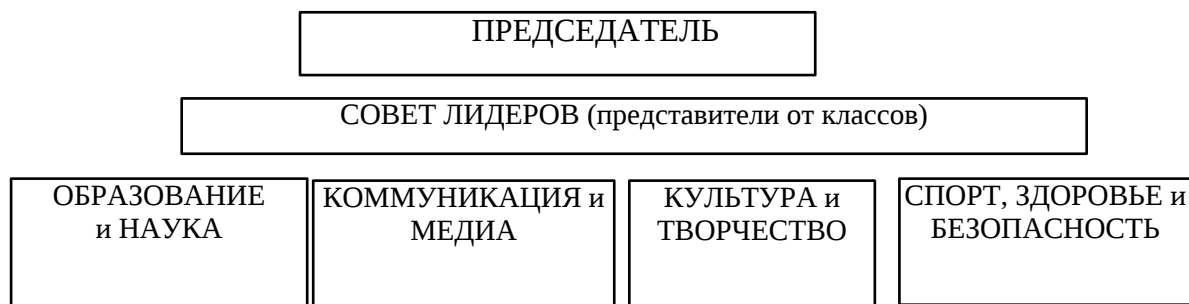 ПРЕДСЕДАТЕЛЬ
СОВЕТ ЛИДЕРОВ (представители от классов)
ОБРАЗОВАНИЕ
и НАУКА
КОММУНИКАЦИЯ и
МЕДИА
КУЛЬТУРА и
ТВОРЧЕСТВО
СПОРТ, ЗДОРОВЬЕ и
БЕЗОПАСНОСТЬ